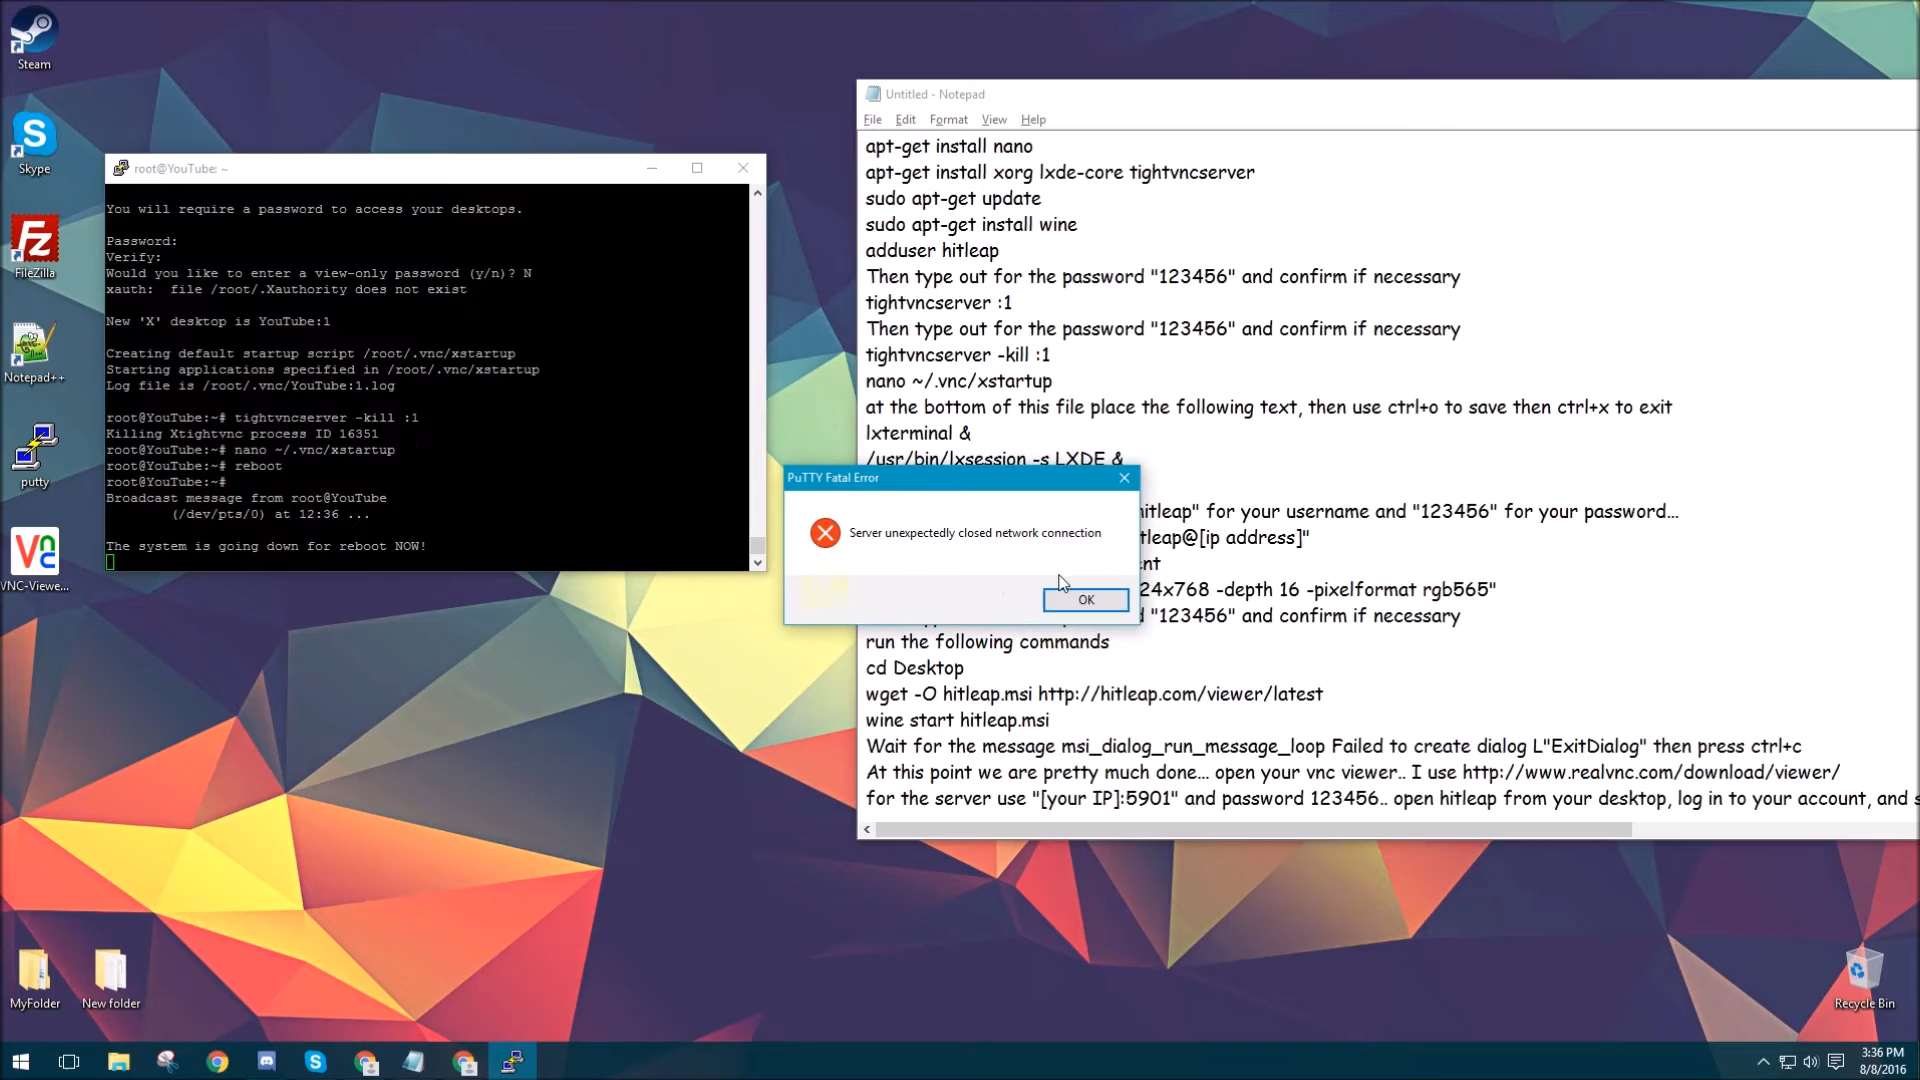 Steam
Skype
FileZilla
Notepad++
putty
VNC-Viewe...
MyFolder
New folder
Recycle Bin
root@YouTube: ~
You will require a password to access your desktops.
Password:
Verify:
Would you like to enter a view-only password (y/n)? N
xauth:  file /root/.Xauthority does not exist
New 'X' desktop is YouTube:1
Creating default startup script /root/.vnc/xstartup
Starting applications specified in /root/.vnc/xstartup
Log file is /root/.vnc/YouTube:1.log
root@YouTube:~# tightvncserver -kill :1
Killing Xtightvnc process ID 16351
root@YouTube:~# nano ~/.vnc/xstartup
root@YouTube:~# reboot
root@YouTube:~#
Broadcast message from root@YouTube
(/dev/pts/0) at 12:36 ...
The system is going down for reboot NOW!
Untitled - Notepad
File Edit Format View Help
apt-get install nano
apt-get install xorg lxde-core tightvncserver
sudo apt-get update
sudo apt-get install wine
adduser hitleap
Then type out for the password "123456" and confirm if necessary
tightvncserver :1
Then type out for the password "123456" and confirm if necessary
tightvncserver -kill :1
nano ~/.vnc/xstartup
at the bottom of this file place the following text, then use ctrl+o to save then ctrl+x to exit
lxterminal &
/usr/bin/lxsession -s LXDE &
hitleap" for your username and "123456" for your password...
tleap@[ip address]"
nt
24x768 -depth 16 -pixelformat rgb565"
"123456" and confirm if necessary
run the following commands
cd Desktop
wget -O hitleap.msi http://hitleap.com/viewer/latest
wine start hitleap.msi
Wait for the message msi_dialog_run_message_loop Failed to create dialog L"ExitDialog" then press ctrl+c
At this point we are pretty much done... open your vnc viewer.. I use http://www.realvnc.com/download/viewer/
for the server use "[your IP]:5901" and password 123456.. open hitleap from your desktop, log in to your account, and s
PuTTY Fatal Error
Server unexpectedly closed network connection
OK
3:36 PM
8/8/2016